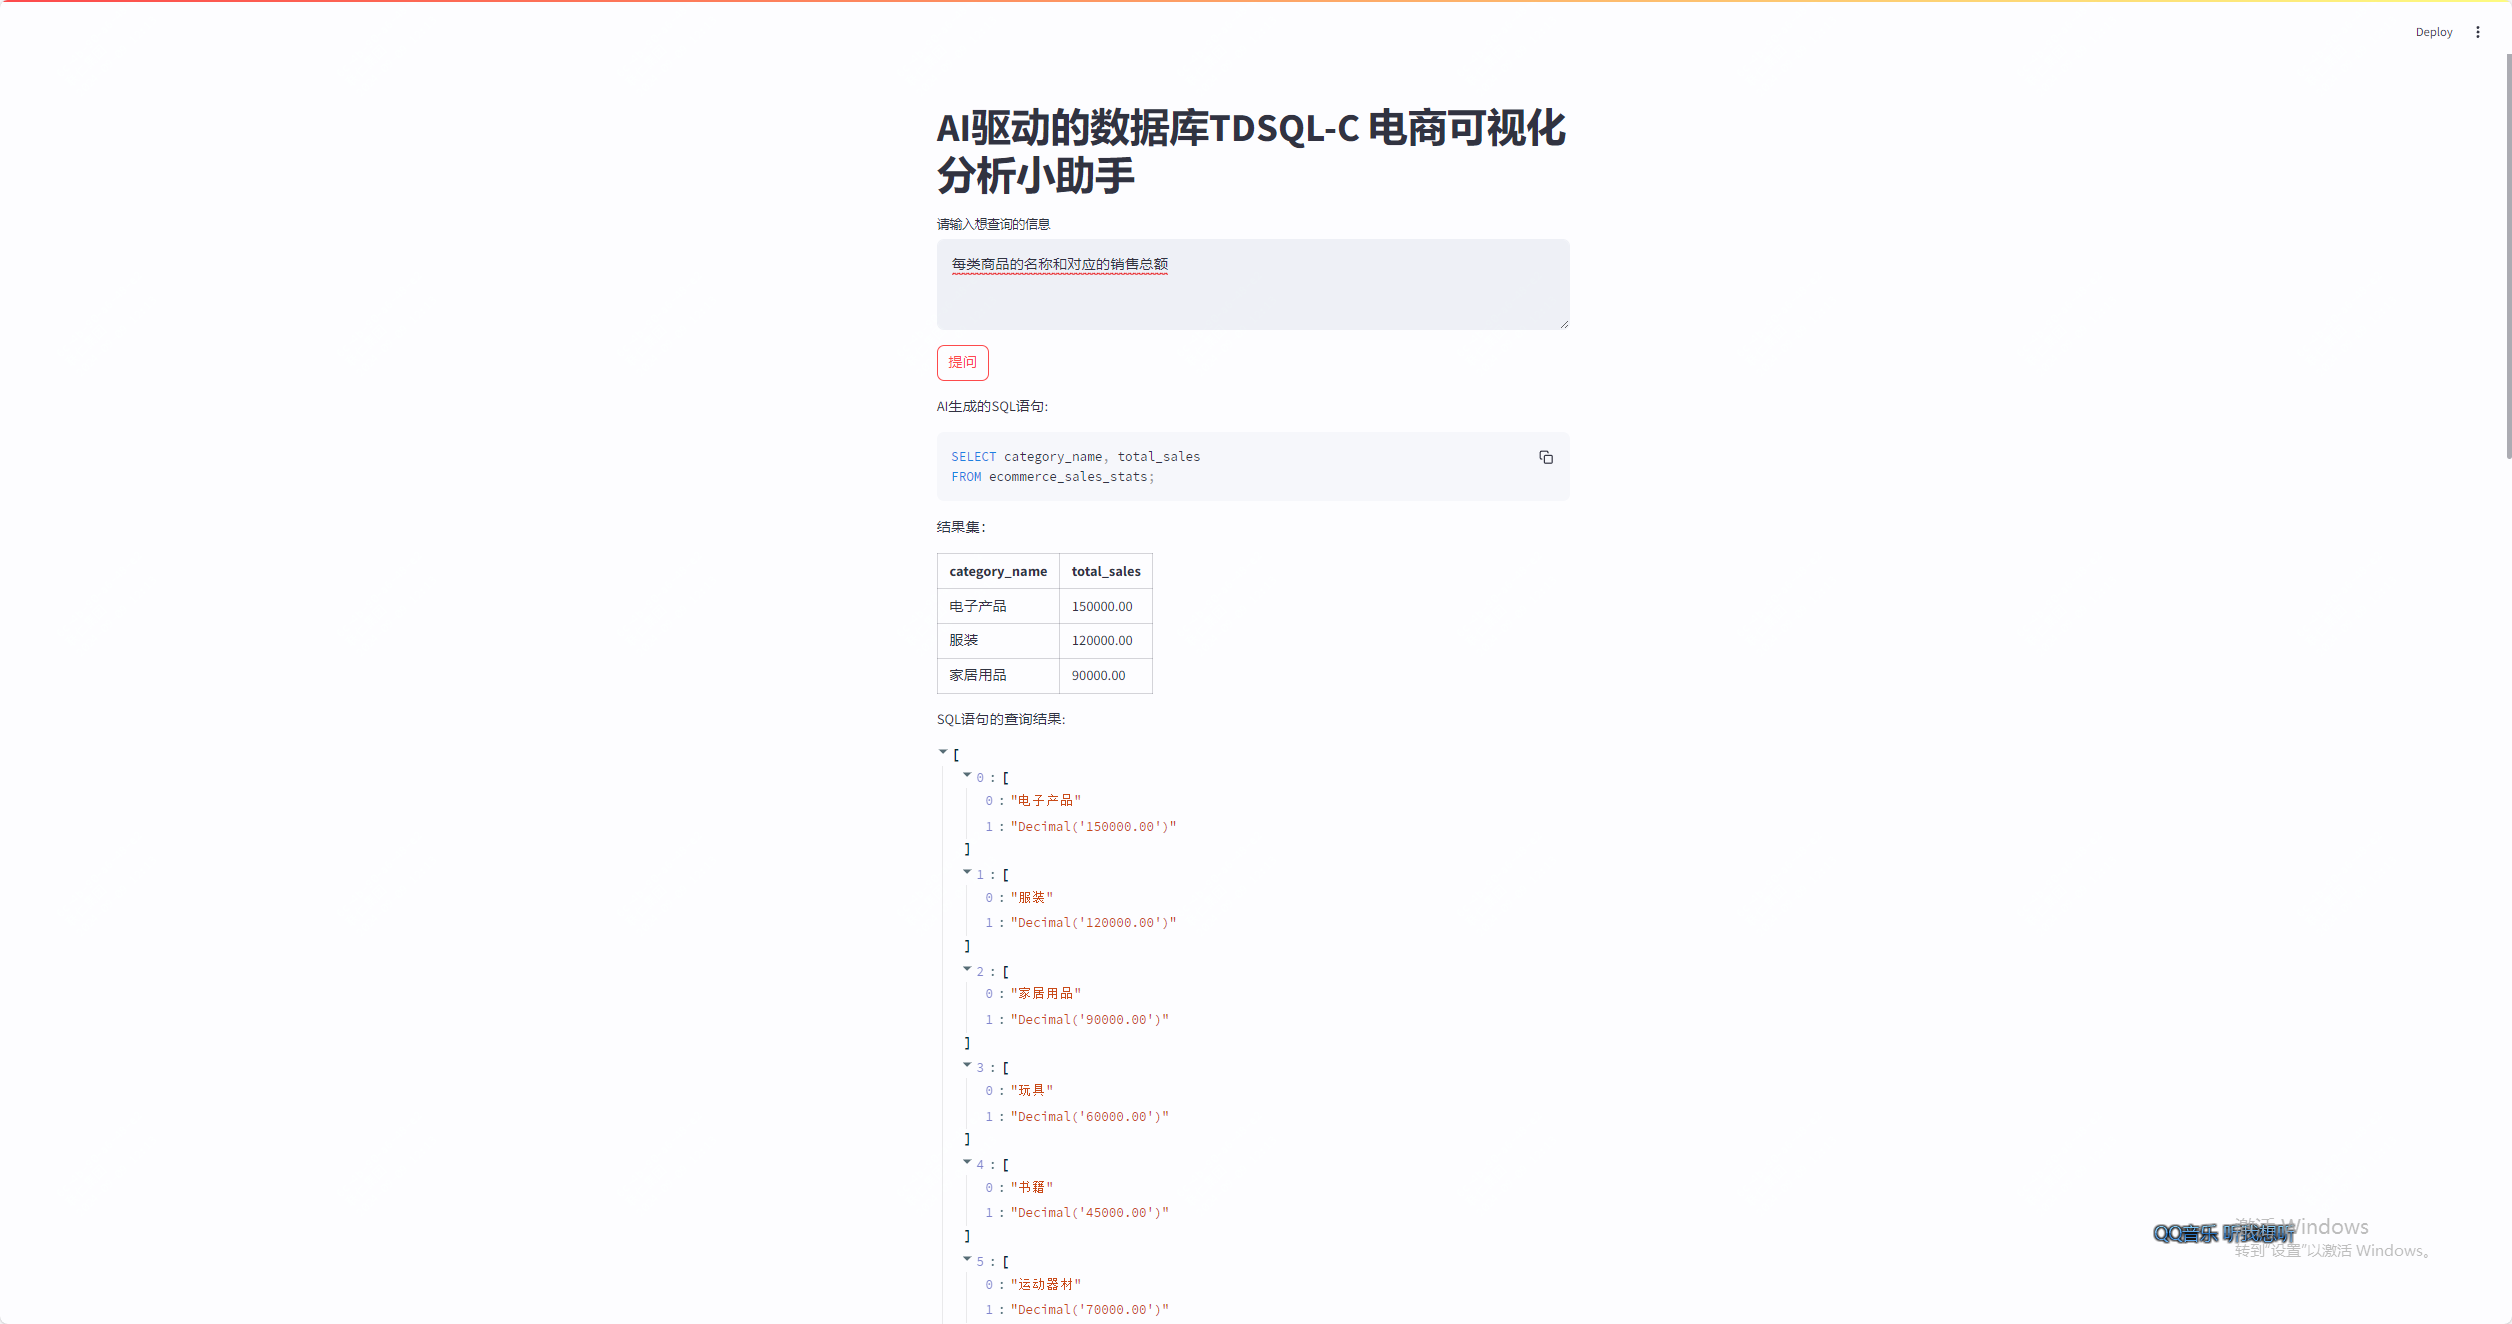 Deploy
AI驱动的数据库TDSQL-C 电商可视化
分析小助手
请输入想查询的信息
每类商品的名称和对应的销售总额
提问
AI生成的SQL语句:
SELECT category_name, total_sales
FROM ecommerce_sales_stats;
结果集:
category_name total_sales
电子产品 150000.00
服装 120000.00
家居用品 90000.00
SQL语句的查询结果:
[
0 : [
0 : "电子产品"
1 : "Decimal('150000.00')"
]
1 : [
0 : "服装"
1 : "Decimal('120000.00')"
]
2 : [
0 : "家居用品"
1 : "Decimal('90000.00')"
]
3 : [
0 : "玩具"
1 : "Decimal('60000.00')"
]
4 : [
0 : "书籍"
1 : "Decimal('45000.00')"
]
5 : [
0 : "运动器材"
1 : "Decimal('70000.00')"
QQ音乐 听我想听
激活 Windows
转到"设置"以激活 Windows。